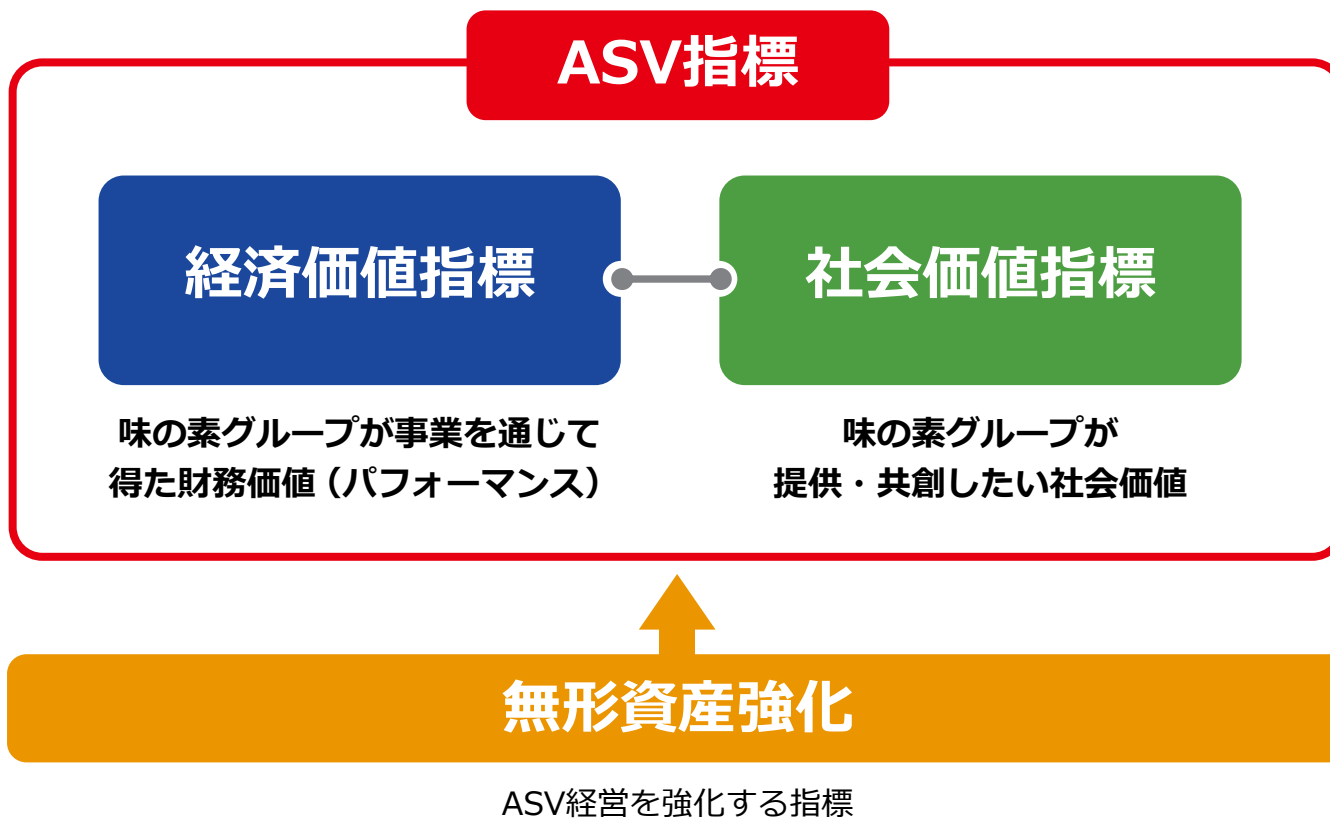 ASV指標
経済価値指標
社会価値指標
味の素グループが事業を通じて
得た財務価値（パフォーマンス）
味の素グループが
提供・共創したい社会価値
無形資産強化
ASV経営を強化する指標